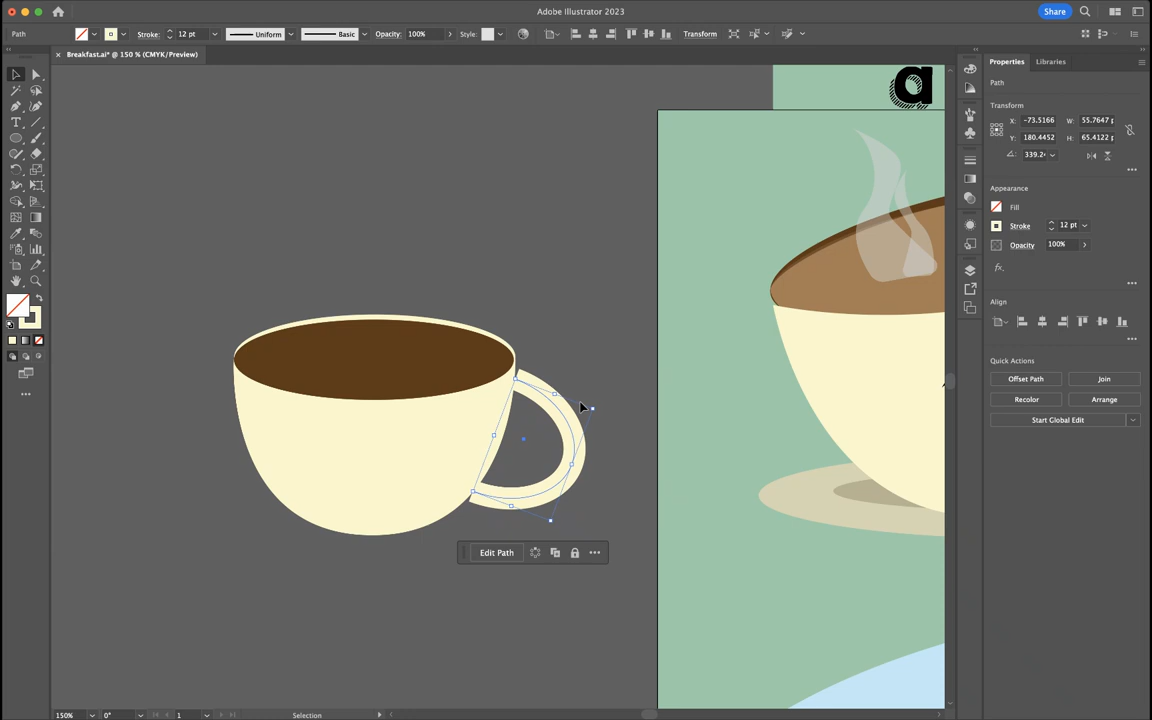 Adobe Illustrator 2023
Share
Path
Stroke: 12 pt
Uniform
Basic
Opacity: 100%
Style:
Transform
Breakfast.ai* @ 150 % (CMYK/Preview)
Properties
Libraries
Path
Transform
X: -73.5166
W: 55.7647 p
Y: 180.4452
H: 65.4122 p
339.2
Appearance
Fill
Stroke
12 pt
Opacity
100%
fx.
Align
Quick Actions
Offset Path
Join
Recolor
Arrange
Start Global Edit
a
T
Edit Path
150%
0°
1
Selection